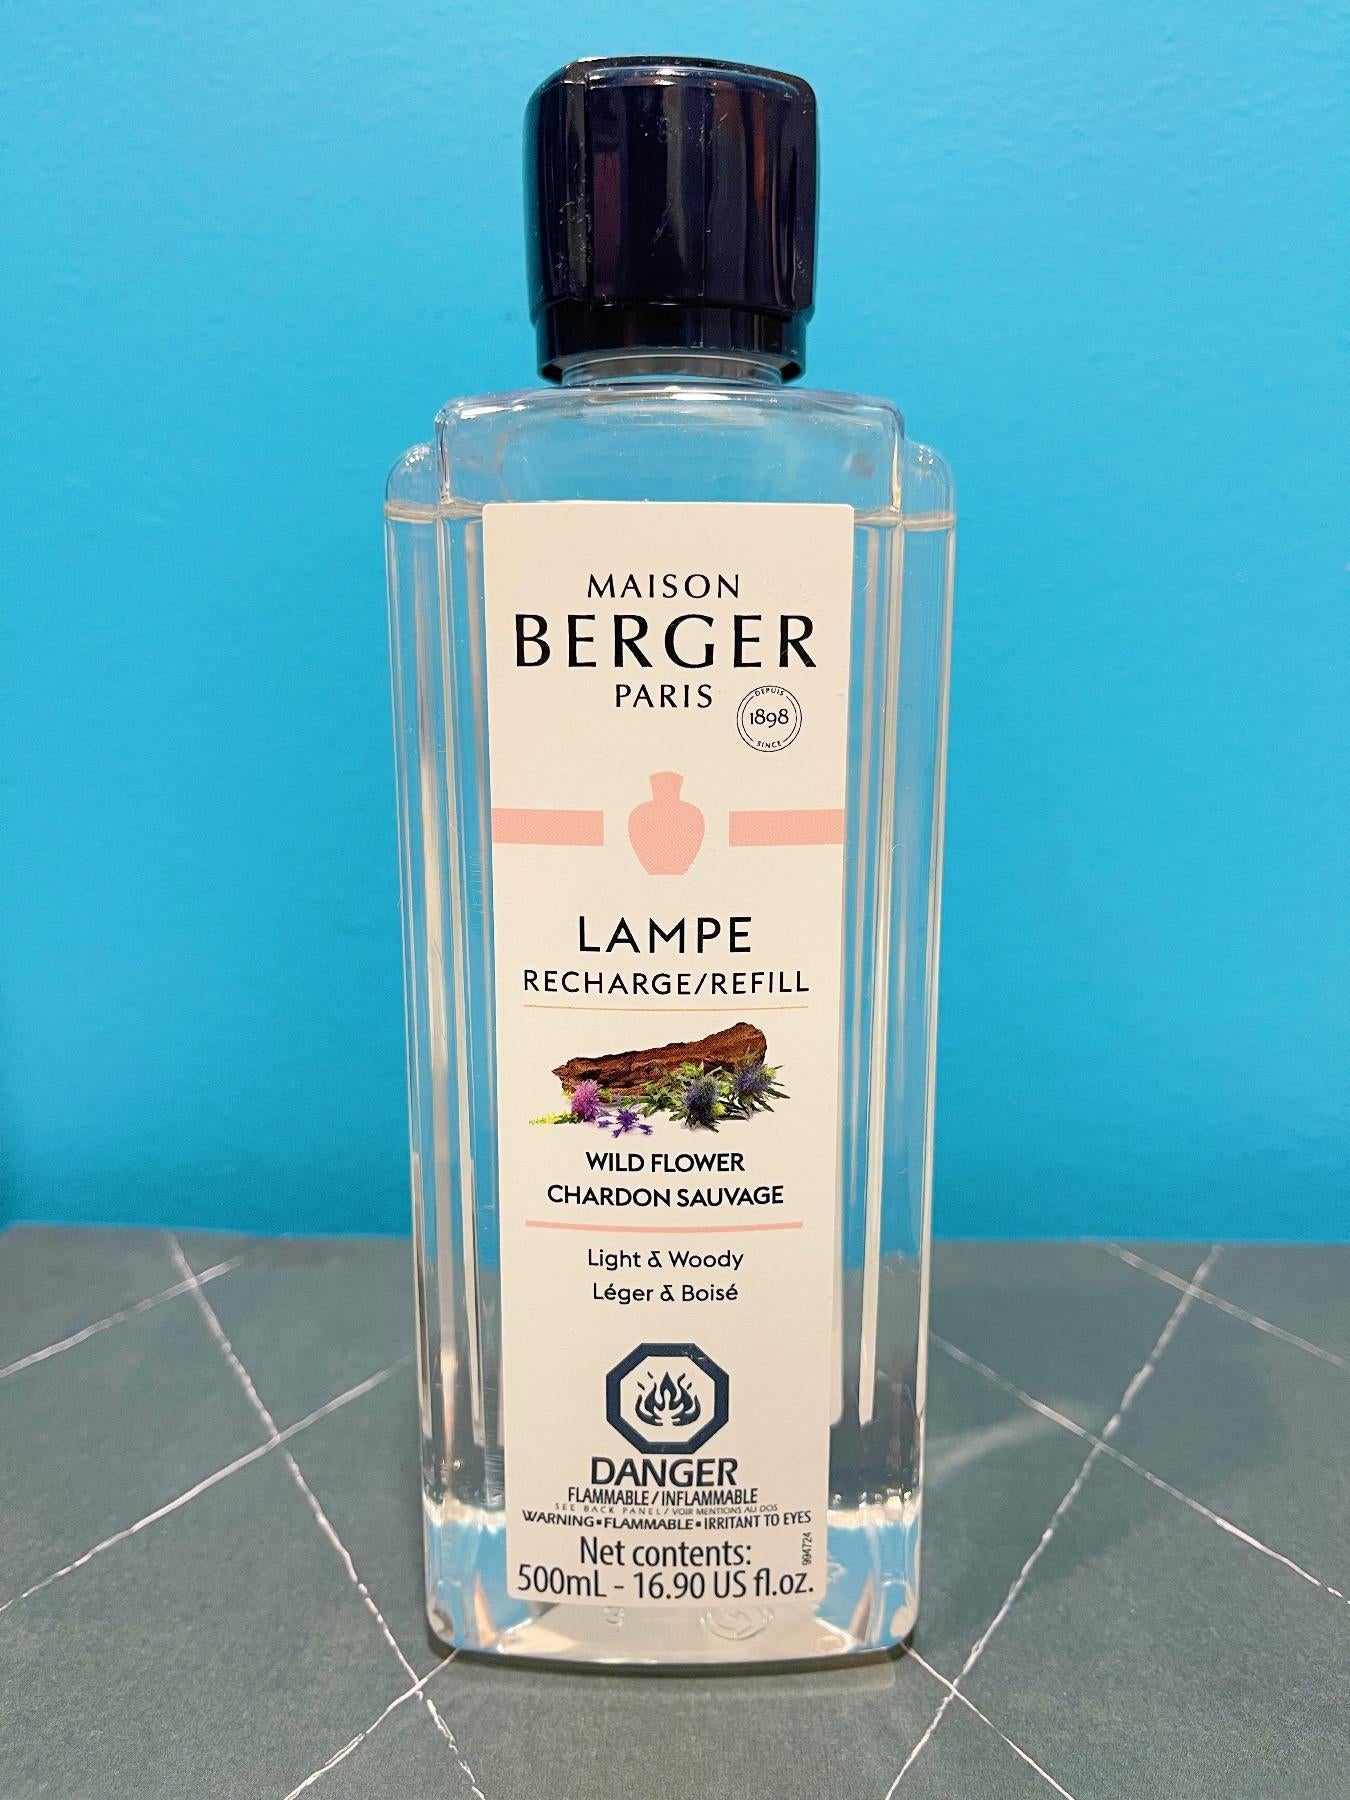 MAISON
BERGER
PARIS
DEPUIS
1898
SINCE
LAMPE
RECHARGE/REFILL
WILD FLOWER
CHARDON SAUVAGE
Light & Woody
Léger & Boisé
DANGER
FLAMMABLE/INFLAMMABLE
SEE BACK PANEL/VOIR MENTIONS AU DOS
WARNING▪FLAMMABLE▪IRRITANT TO EYES
994724
Net contents:
500mL - 16.90 US fl.oz.